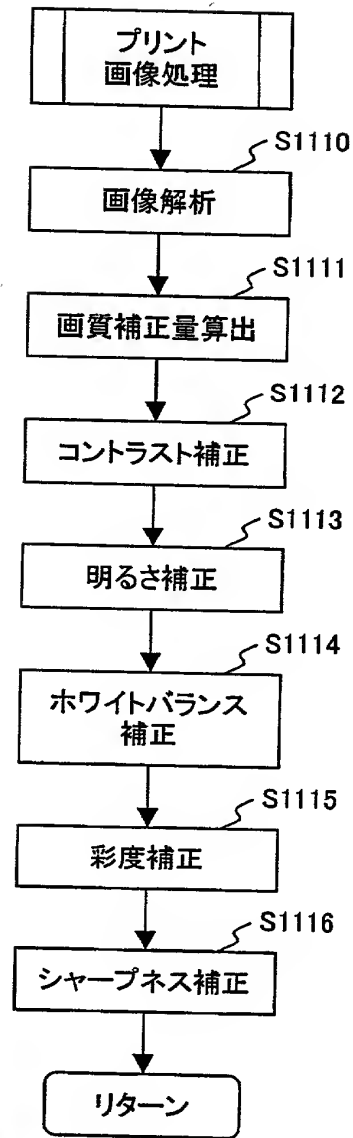 プリント
画像処理
S1110
画像解析
S1111
画質補正量算出
S1112
コントラスト補正
S1113
明るさ補正
S1114
ホワイトバランス
補正
S1115
彩度補正
S1116
シャープネス補正
リターン